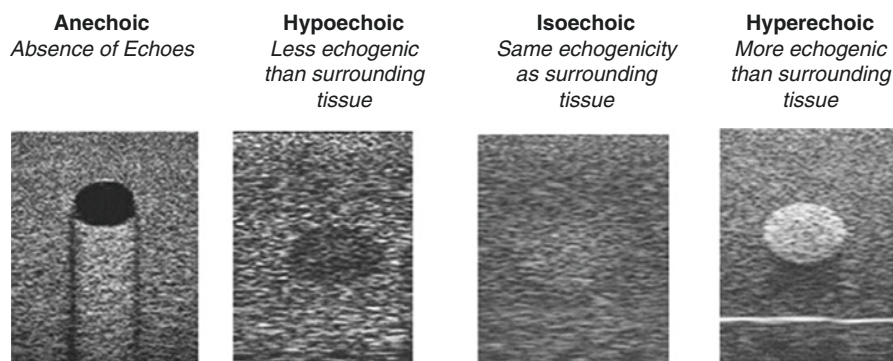 Anechoic
Absence of Echoes
Hypoechoic
Less echogenic
than surrounding
tissue
Isoechoic
Same echogenicity
as surrounding
tissue
Hyperechoic
More echogenic
than surrounding
tissue